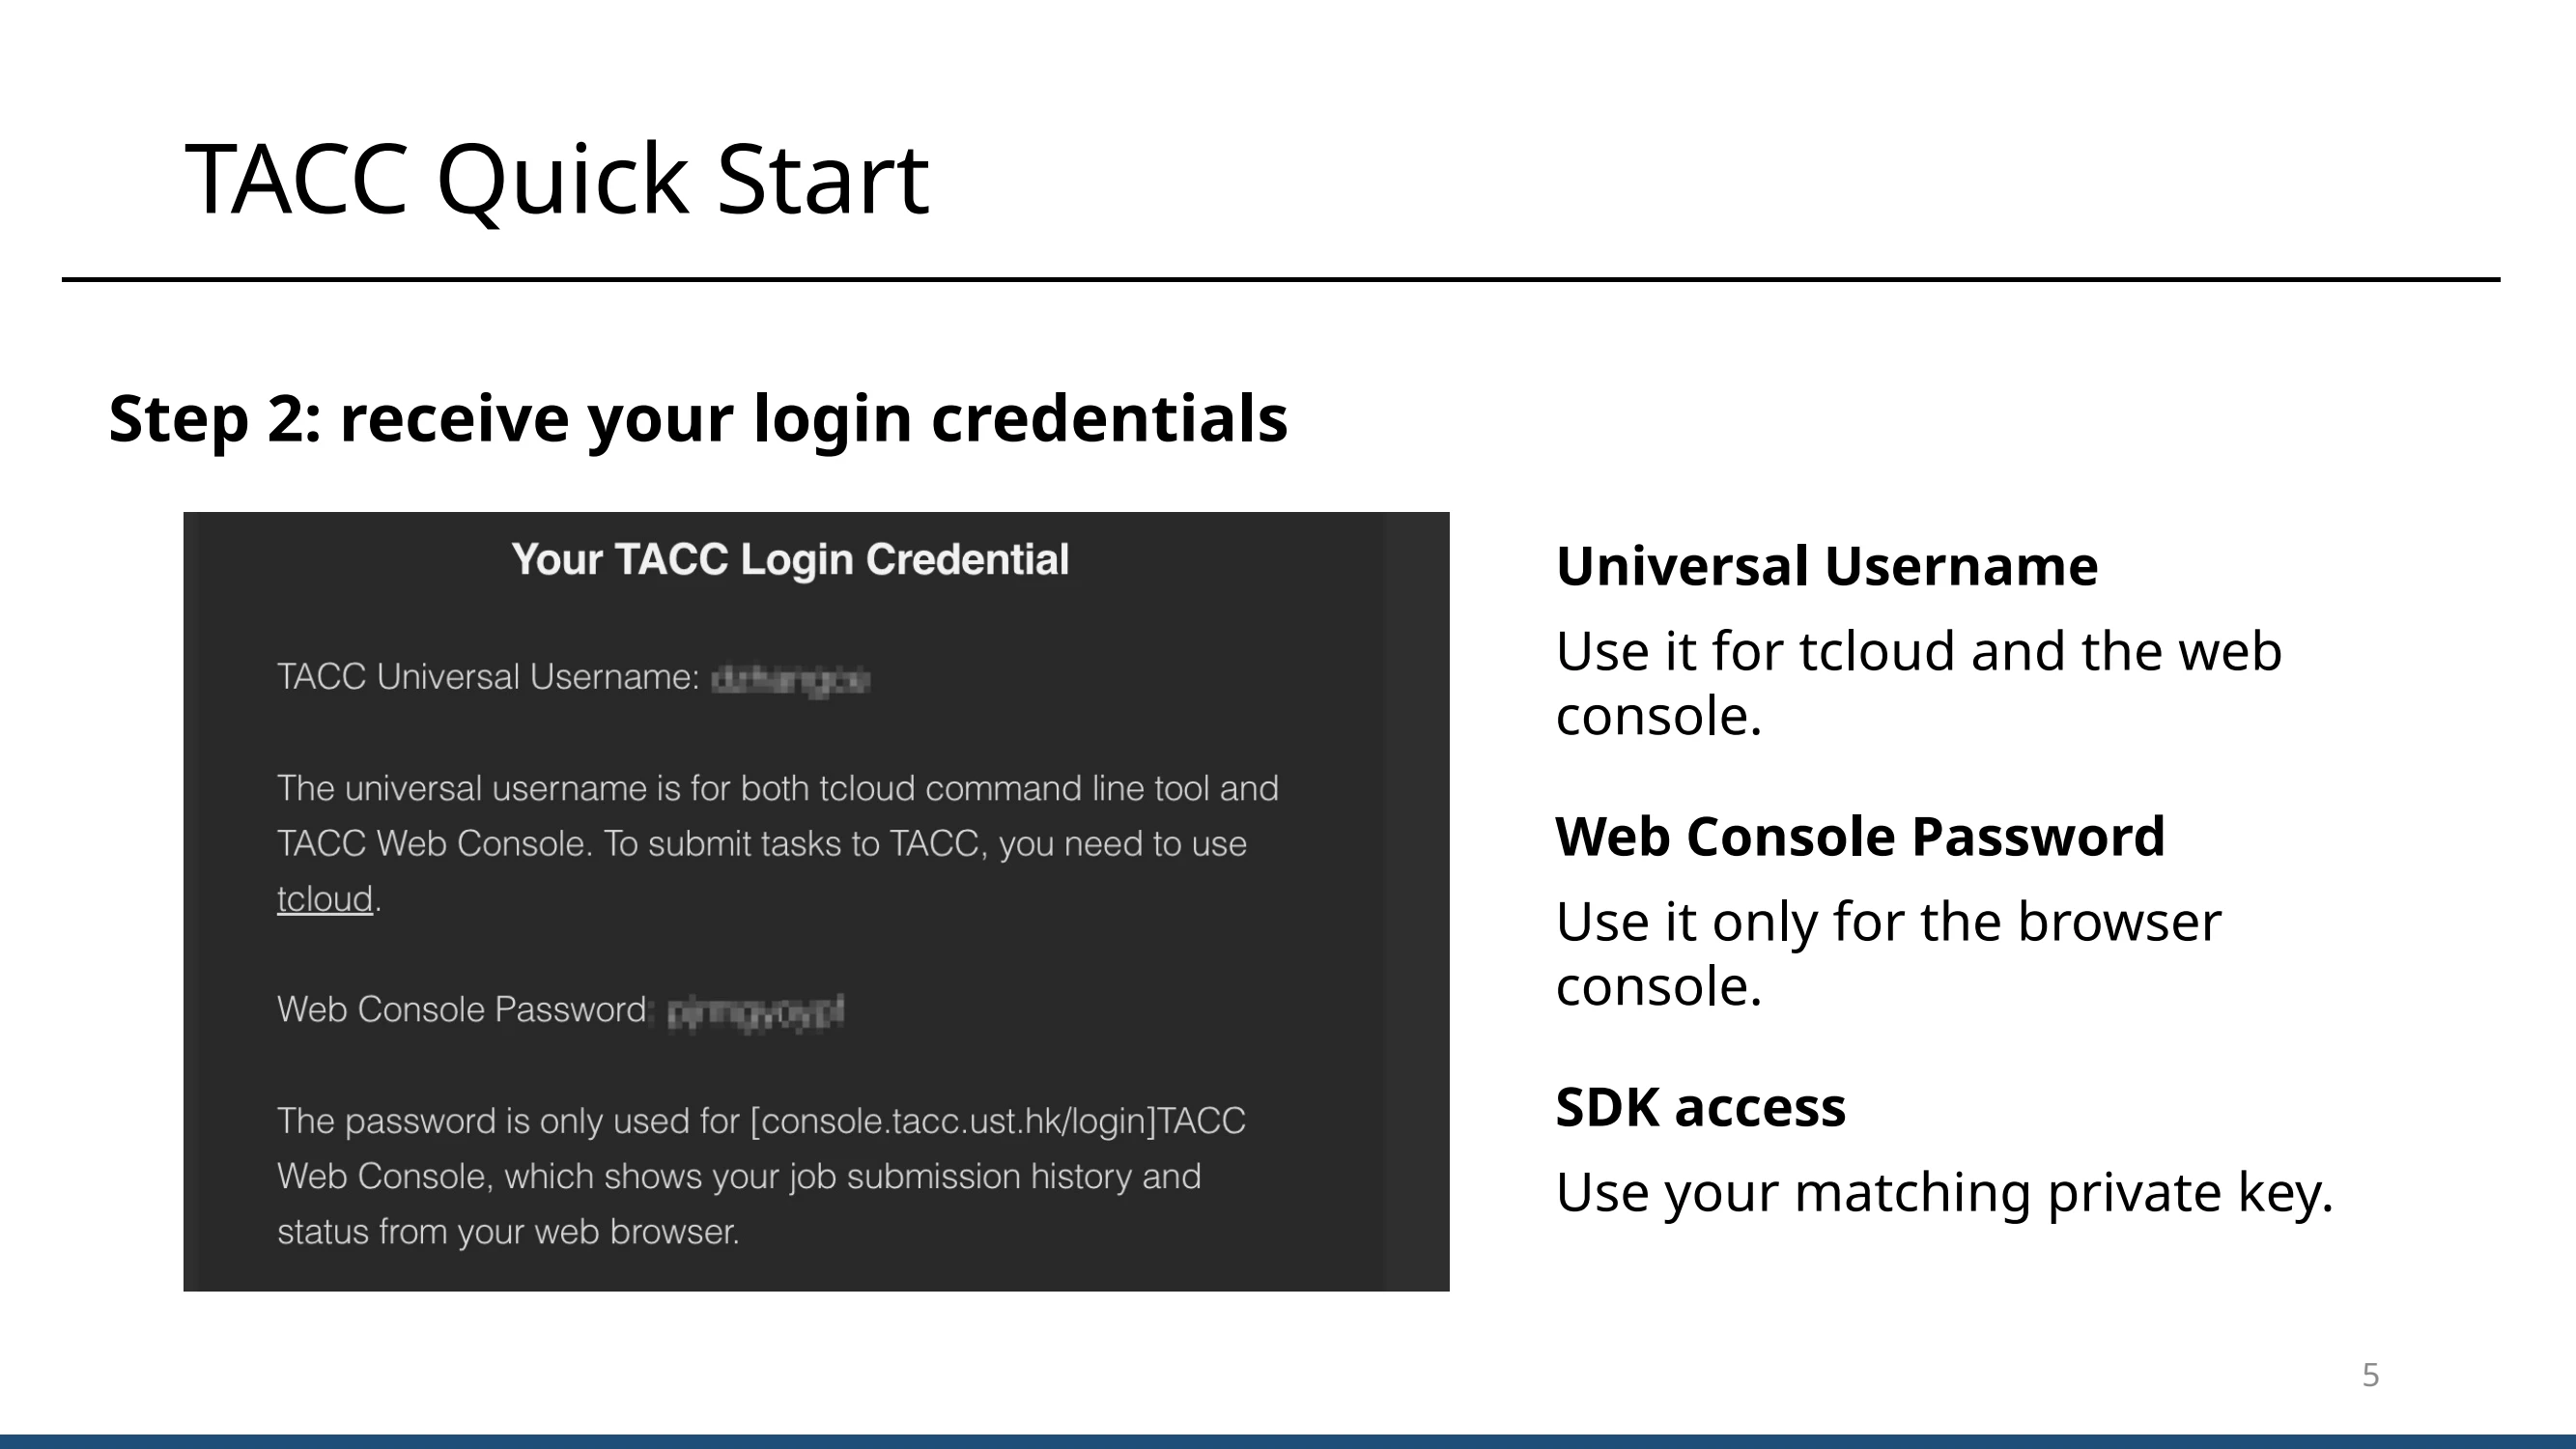 TACC Quick Start
Step 2: receive your login credentials
Your TACC Login Credential
TACC Universal Username:
The universal username is for both tcloud command line tool and
TACC Web Console. To submit tasks to TACC, you need to use
tcloud.
Web Console Password:
The password is only used for [console.tacc.ust.hk/login]TACC
Web Console, which shows your job submission history and
status from your web browser.
Universal Username
Use it for tcloud and the web
console.
Web Console Password
Use it only for the browser
console.
SDK access
Use your matching private key.
5